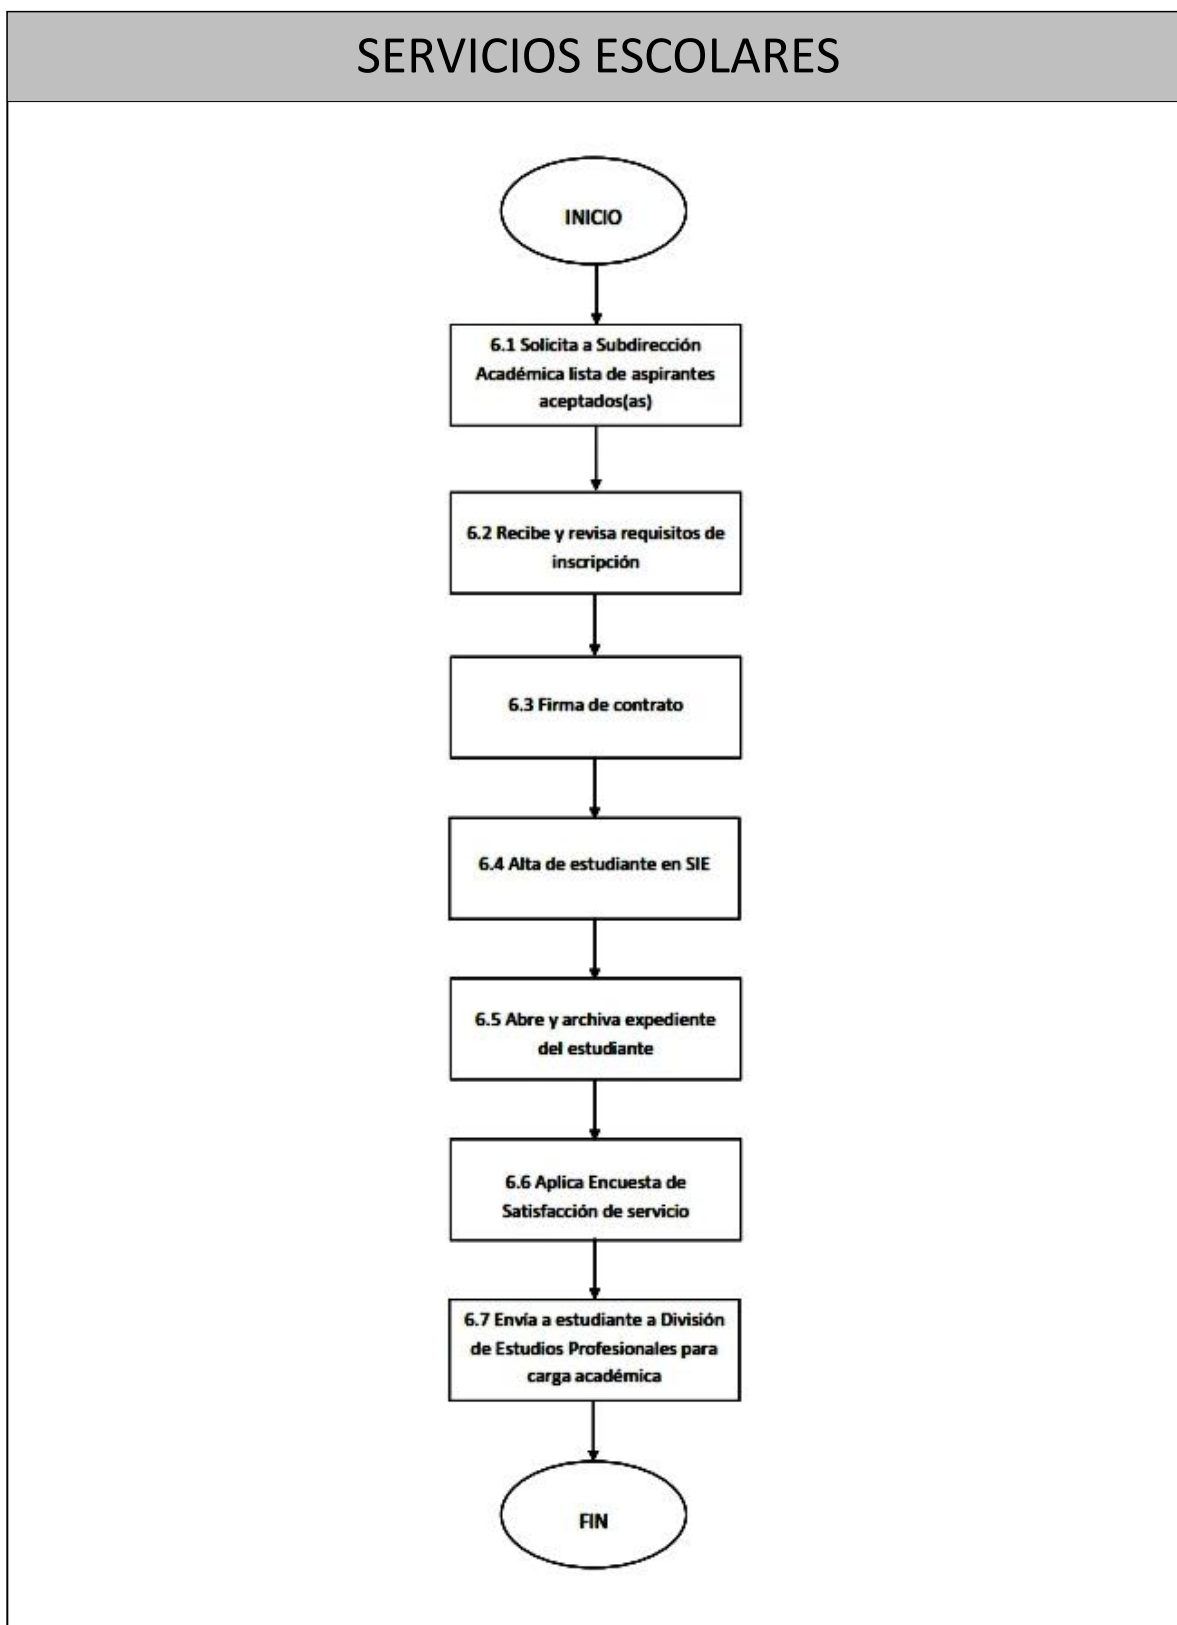 SERVICIOS ESCOLARES
INICIO
6.1 Solicita a Subdirección
Académica lista de aspirantes
aceptados(as)
6.2 Recibe y revisa requisitos de
inscripción
6.3 Firma de contrato
6.4 Alta de estudiante en SIE
6.5 Abre y archiva expediente
del estudiante
6.6 Aplica Encuesta de
Satisfacción de servicio
6.7 Envía a estudiante a División
de Estudios Profesionales para
carga académica
FIN